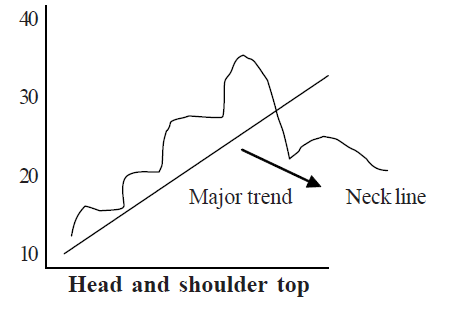 40
30
20
10
Major trend
Neck line
Head and shoulder top